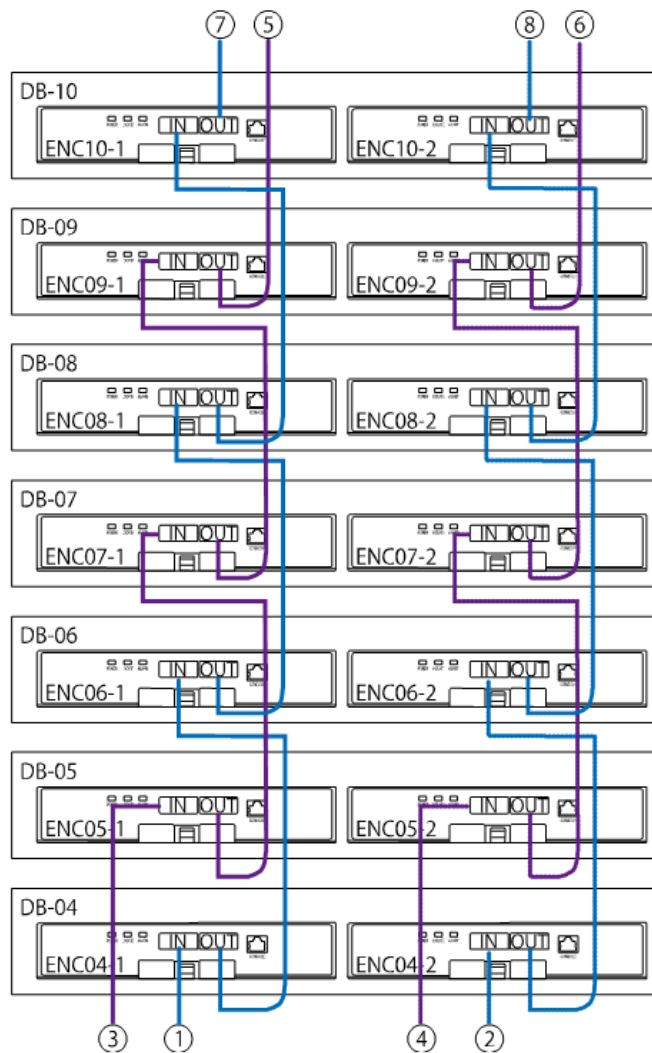 ⑦ ⑤ ⑧ ⑥
DB-10
IN OUT IN OUT
ENC10-1 ENC10-2
DB-09
IN OUT IN OUT
ENC09-1 ENC09-2
DB-08
IN OUT IN OUT
ENC08-1 ENC08-2
DB-07
IN OUT IN OUT
ENC07-1 ENC07-2
DB-06
IN OUT IN OUT
ENC06-1 ENC06-2
DB-05
IN OUT IN OUT
ENC05-1 ENC05-2
DB-04
IN OUT IN OUT
ENC04-1 ENC04-2
③ ① ④ ②